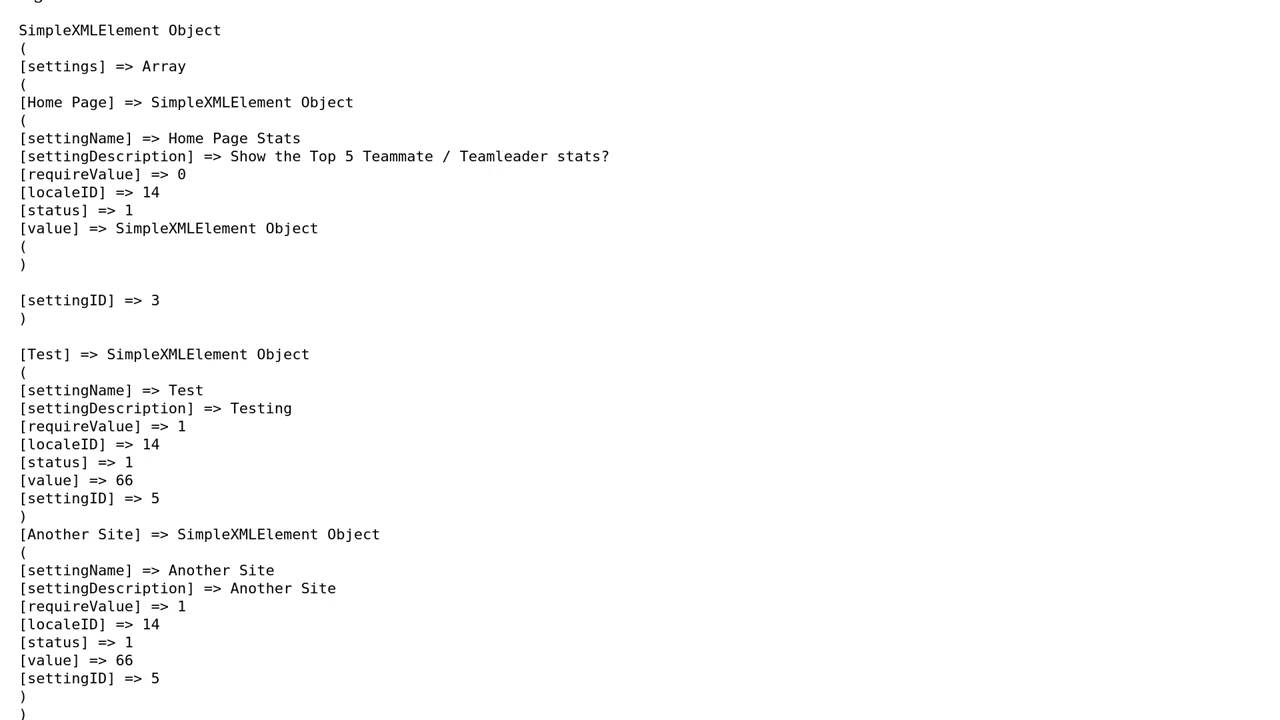 SimpleXMLElement Object
(
[settings] => Array
(
[Home Page] => SimpleXMLElement Object
(
[settingName] => Home Page Stats
[settingDescription] => Show the Top 5 Teammate / Teamleader stats?
[requireValue] => 0
[localeID] => 14
[status] => 1
[value] => SimpleXMLElement Object
(
)
[settingID] => 3
)
[Test] => SimpleXMLElement Object
(
[settingName] => Test
[settingDescription] => Testing
[requireValue] => 1
[localeID] => 14
[status] => 1
[value] => 66
[settingID] => 5
)
[Another Site] => SimpleXMLElement Object
(
[settingName] => Another Site
[settingDescription] => Another Site
[requireValue] => 1
[localeID] => 14
[status] => 1
[value] => 66
[settingID] => 5
)
)